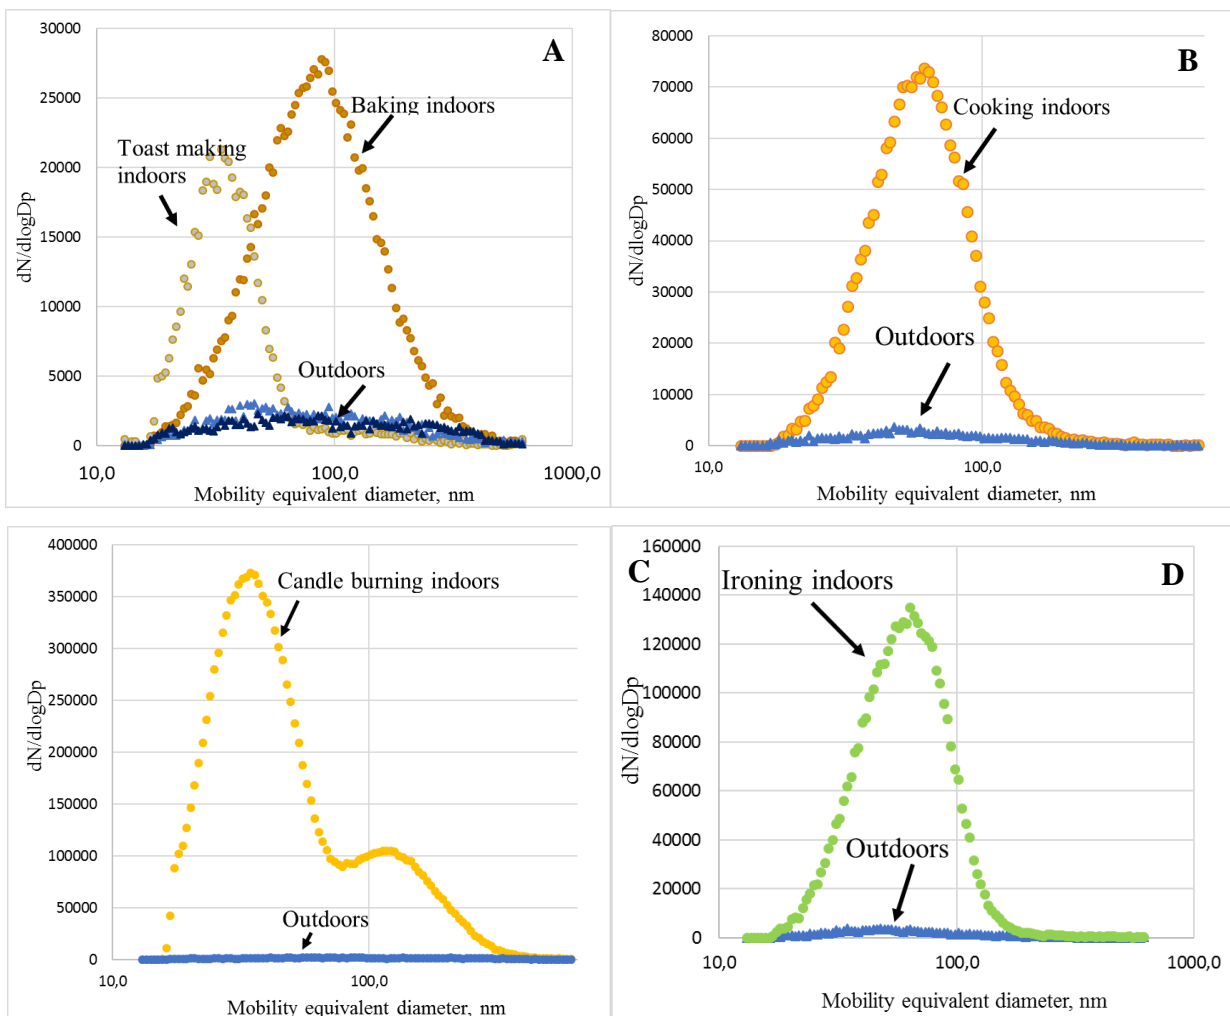 A
30000
25000
20000
15000
10000
5000
0
dN/dlogDp
Baking indoors
Toast making
indoors
Outdoors
10,0
100,0
1000,0
Mobility equivalent diameter, nm
B
80000
70000
60000
50000
40000
30000
20000
10000
0
dN/dlogDp
Cooking indoors
Outdoors
10,0
100,0
Mobility equivalent diameter, nm
C
400000
350000
300000
250000
200000
150000
100000
50000
0
dN/dlogDp
Candle burning indoors
Outdoors
10,0
100,0
Mobility equivalent diameter, nm
D
160000
140000
120000
100000
80000
60000
40000
20000
0
dN/dlogDp
Ironing indoors
Outdoors
10,0
100,0
1000,0
Mobility equivalent diameter, nm